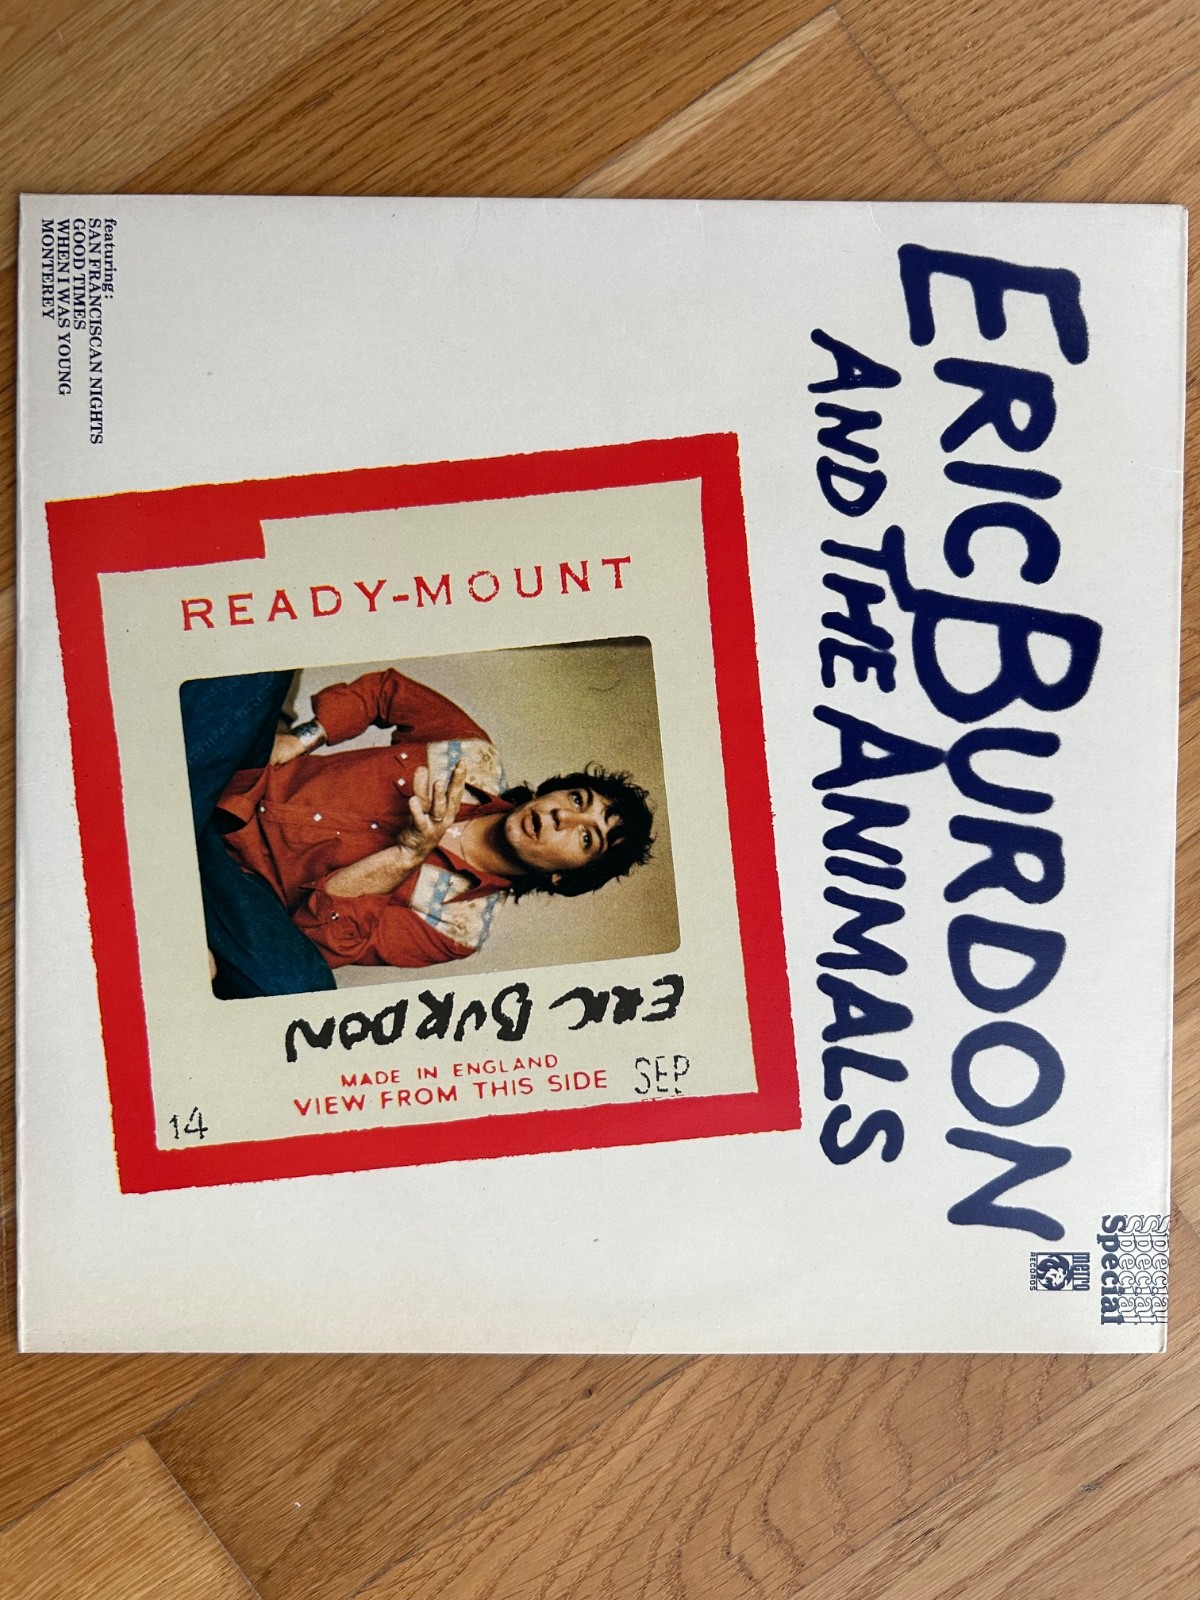 ERIC BURDON
AND THE ANIMALS
Special
Special
Special
Special
metro
RECORDS
READY-MOUNT
ERIC BURDON
MADE IN ENGLAND
VIEW FROM THIS SIDE
14
SEP
featuring:
SAN FRANCISCAN NIGHTS
GOOD TIMES
WHEN I WAS YOUNG
MONTEREY